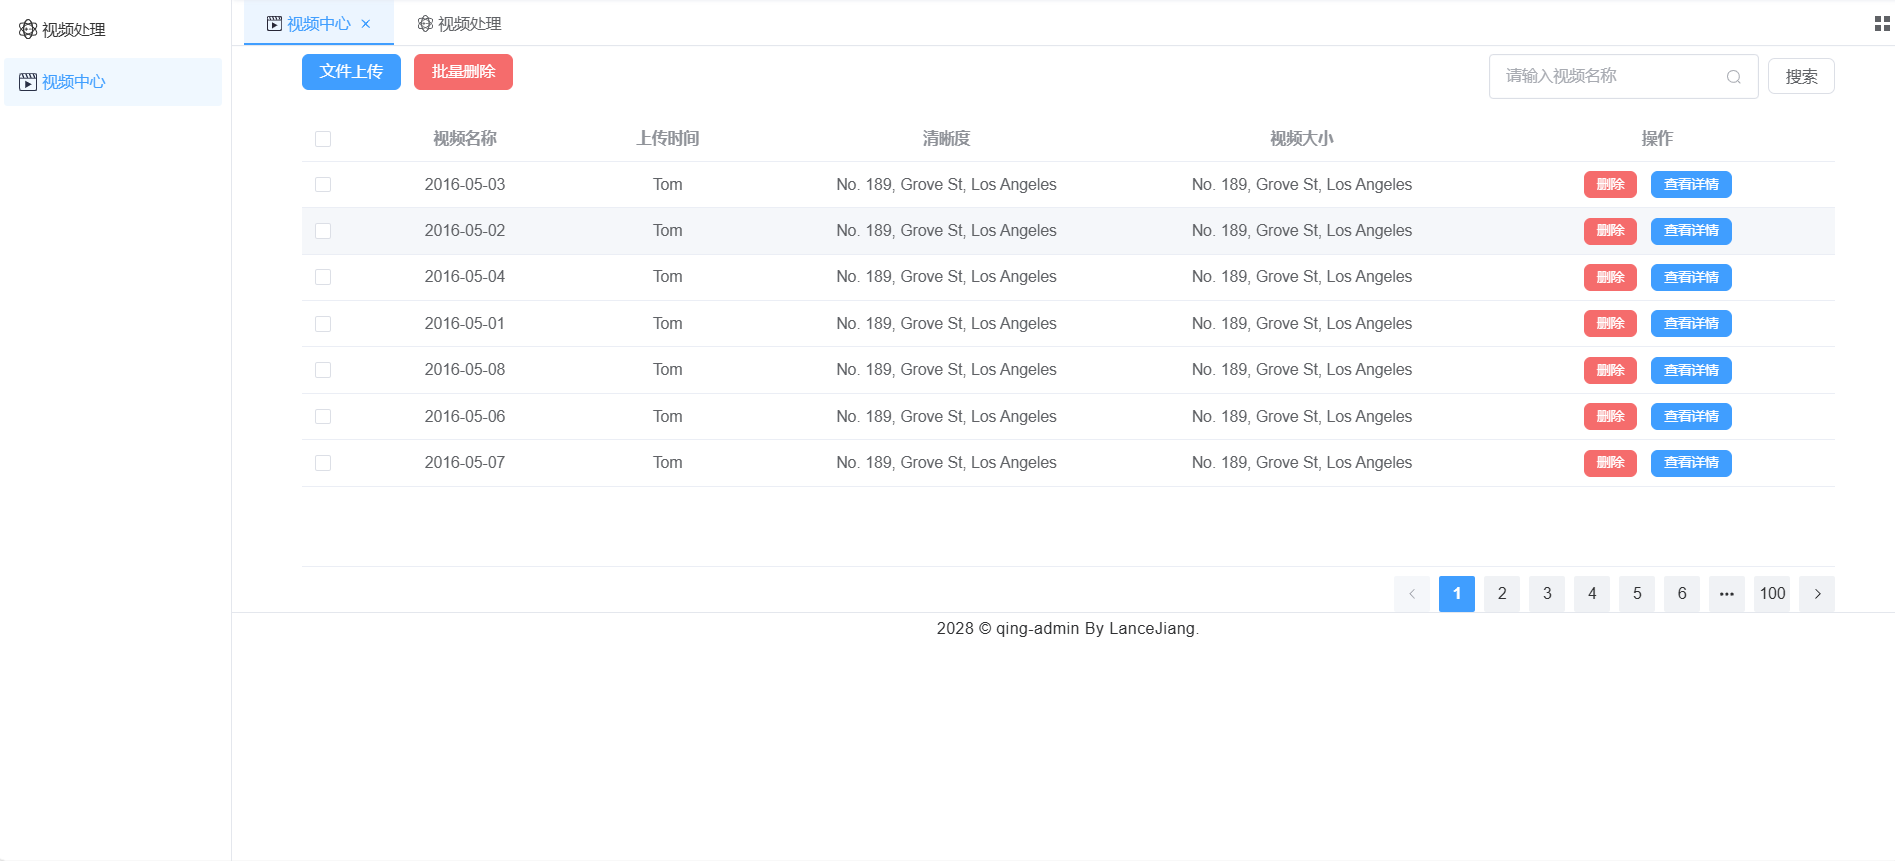 视频处理
视频中心
视频中心 视频处理
文件上传 批量删除 请输入视频名称 搜索
视频名称 上传时间 清晰度 视频大小 操作
2016-05-03 Tom No. 189, Grove St, Los Angeles No. 189, Grove St, Los Angeles 删除 查看详情
2016-05-02 Tom No. 189, Grove St, Los Angeles No. 189, Grove St, Los Angeles 删除 查看详情
2016-05-04 Tom No. 189, Grove St, Los Angeles No. 189, Grove St, Los Angeles 删除 查看详情
2016-05-01 Tom No. 189, Grove St, Los Angeles No. 189, Grove St, Los Angeles 删除 查看详情
2016-05-08 Tom No. 189, Grove St, Los Angeles No. 189, Grove St, Los Angeles 删除 查看详情
2016-05-06 Tom No. 189, Grove St, Los Angeles No. 189, Grove St, Los Angeles 删除 查看详情
2016-05-07 Tom No. 189, Grove St, Los Angeles No. 189, Grove St, Los Angeles 删除 查看详情
1 2 3 4 5 6 ••• 100
2028 © qing-admin By LanceJiang.